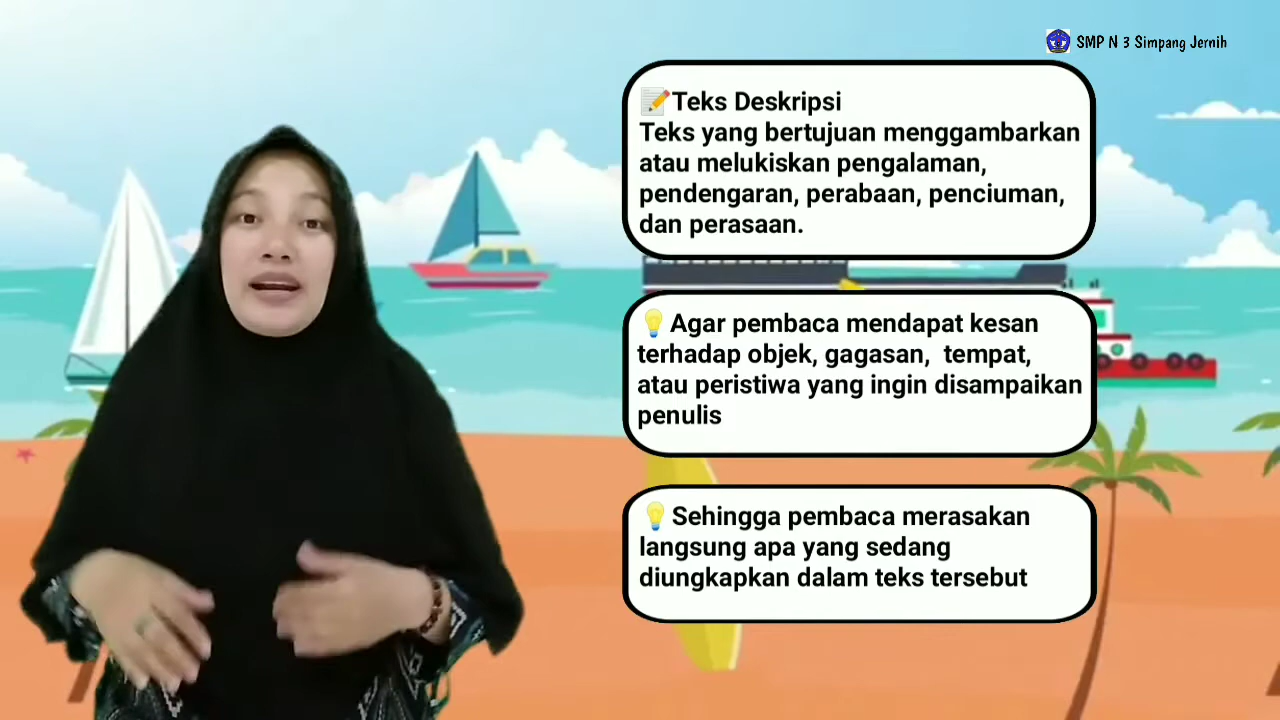 SMP N 3 Simpang Jernih
📝Teks Deskripsi
Teks yang bertujuan menggambarkan
atau melukiskan pengalaman,
pendengaran, perabaan, penciuman,
dan perasaan.
💡Agar pembaca mendapat kesan
terhadap objek, gagasan,  tempat,
atau peristiwa yang ingin disampaikan
penulis
💡Sehingga pembaca merasakan
langsung apa yang sedang
diungkapkan dalam teks tersebut